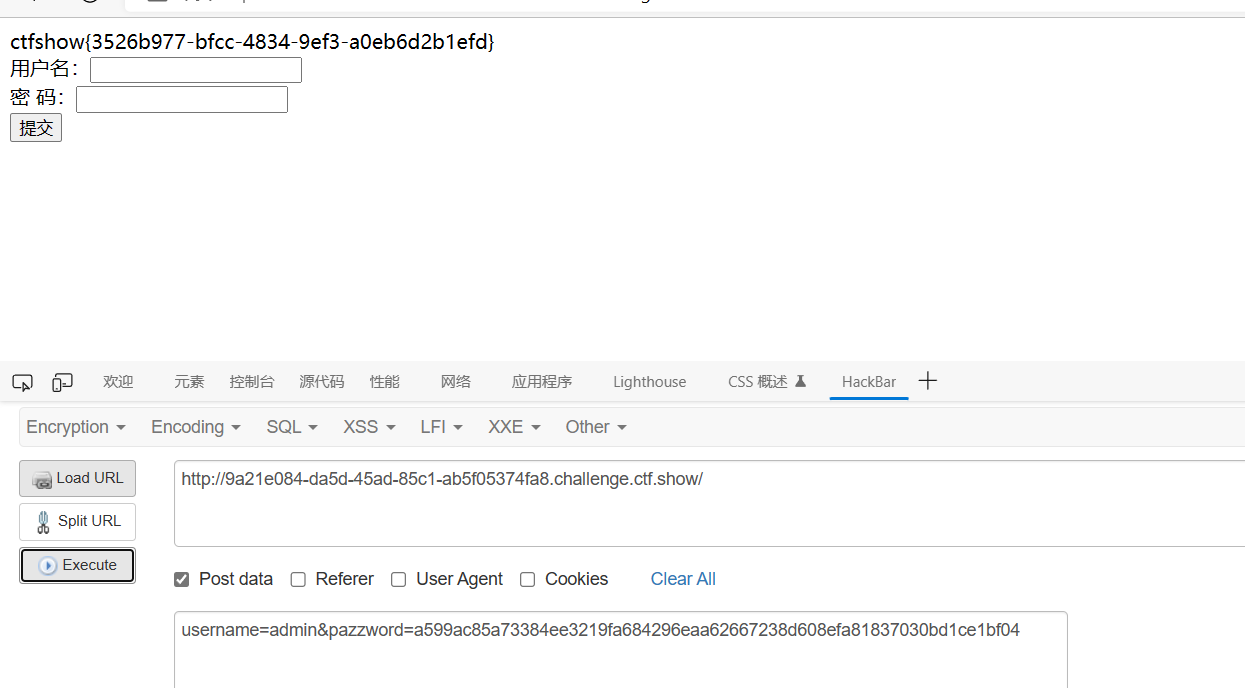 ctfshow{3526b977-bfcc-4834-9ef3-a0eb6d2b1efd}
用户名：
密 码：
提交
欢迎 元素 控制台 源代码 性能 网络 应用程序 Lighthouse CSS 概述 HackBar
Encryption Encoding SQL XSS LFI XXE Other
Load URL
http://9a21e084-da5d-45ad-85c1-ab5f05374fa8.challenge.ctf.show/
Split URL
Execute
Post data Referer User Agent Cookies Clear All
username=admin&pazzword=a599ac85a73384ee3219fa684296eaa62667238d608efa81837030bd1ce1bf04